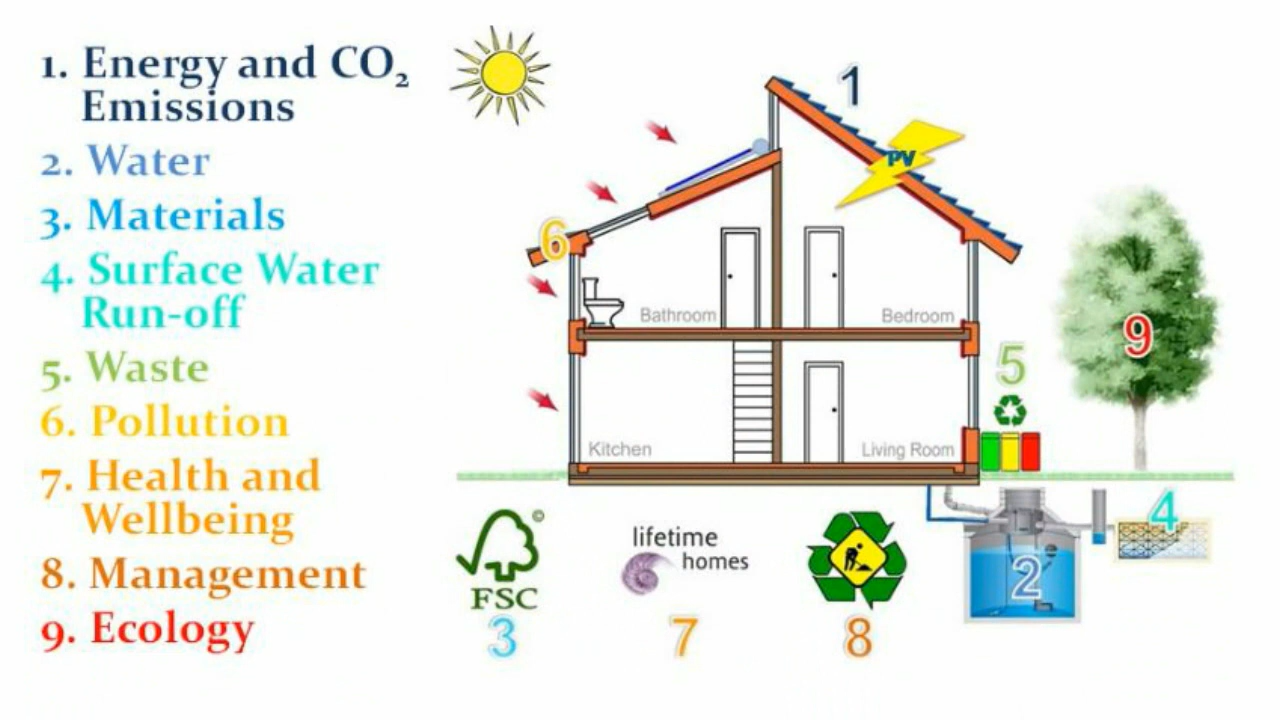 1. Energy and CO₂
Emissions
2. Water
3. Materials
4. Surface Water
Run-off
5. Waste
6. Pollution
7. Health and
Wellbeing
8. Management
9. Ecology
1
PV
6
Bathroom
Bedroom
9
5
Kitchen
Living Room
4
©
FSC
lifetime
homes
2
3
7
8